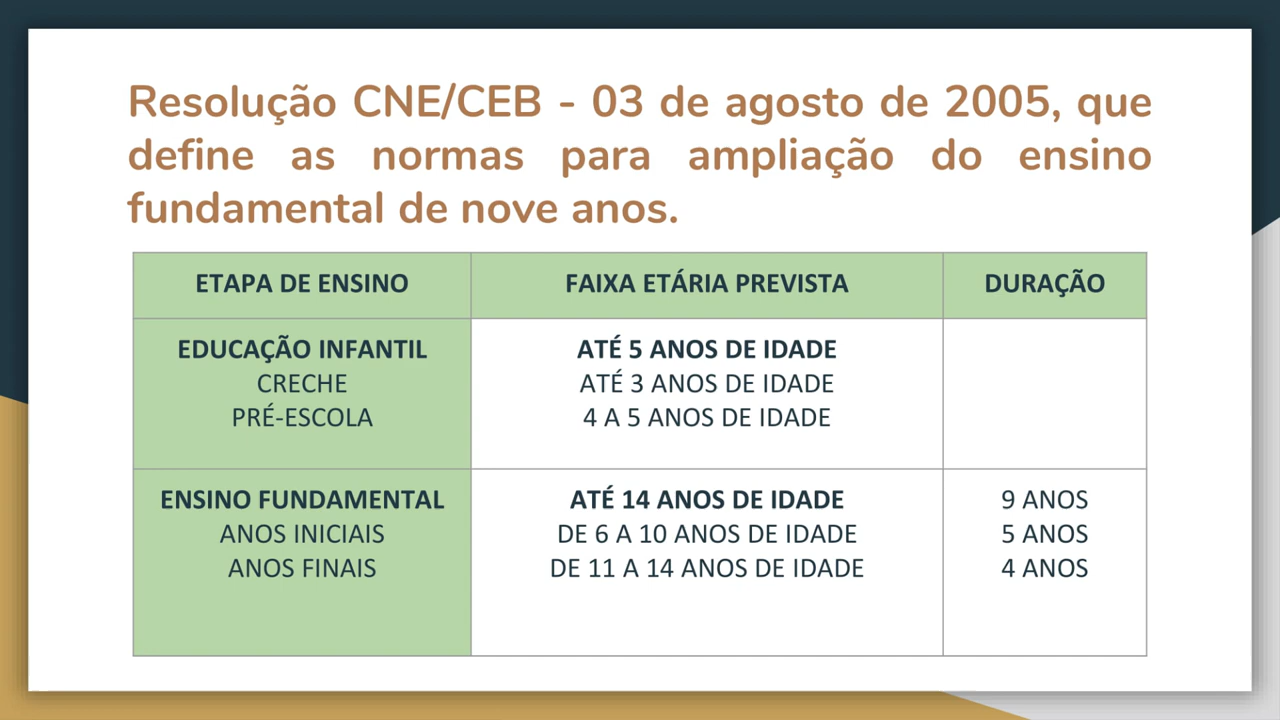 Resolução CNE/CEB - 03 de agosto de 2005, que
define as normas para ampliação do ensino
fundamental de nove anos.
ETAPA DE ENSINO
FAIXA ETÁRIA PREVISTA
DURAÇÃO
EDUCAÇÃO INFANTIL
CRECHE
PRÉ-ESCOLA
ATÉ 5 ANOS DE IDADE
ATÉ 3 ANOS DE IDADE
4 A 5 ANOS DE IDADE
ENSINO FUNDAMENTAL
ANOS INICIAIS
ANOS FINAIS
ATÉ 14 ANOS DE IDADE
DE 6 A 10 ANOS DE IDADE
DE 11 A 14 ANOS DE IDADE
9 ANOS
5 ANOS
4 ANOS